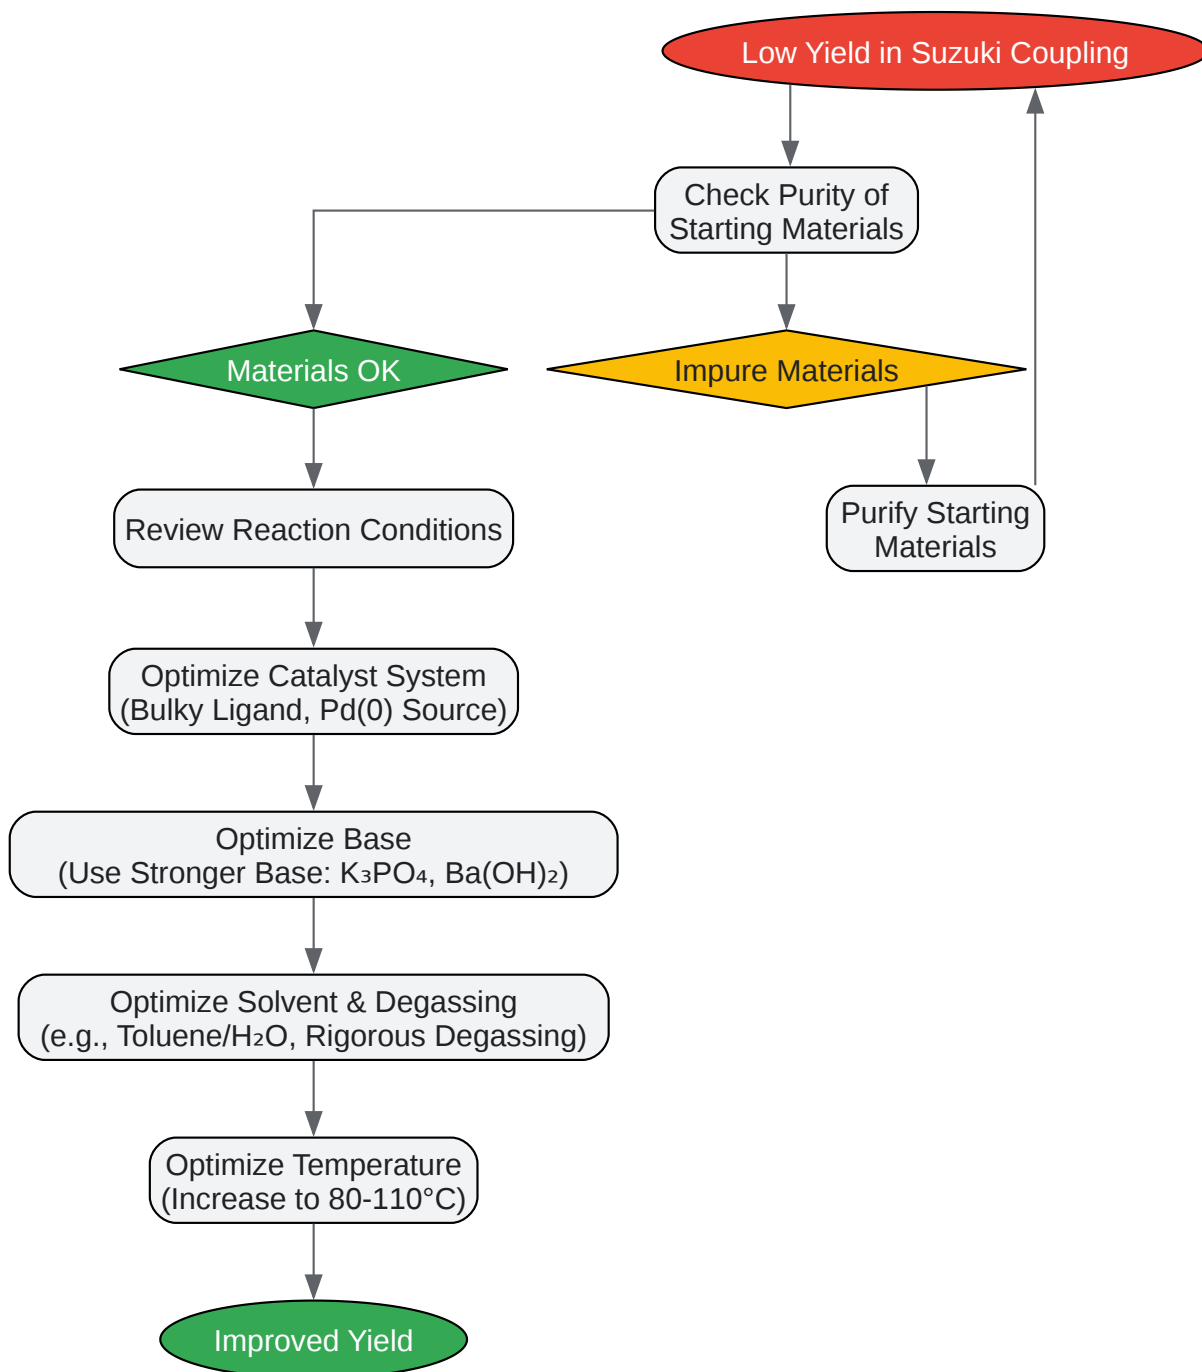 Low Yield in Suzuki Coupling
Check Purity of
Starting Materials
Materials OK
Impure Materials
Review Reaction Conditions
Purify Starting
Materials
Optimize Catalyst System
(Bulky Ligand, Pd(0) Source)
Optimize Base
(Use Stronger Base: K₃PO₄, Ba(OH)₂)
Optimize Solvent & Degassing
(e.g., Toluene/H₂O, Rigorous Degassing)
Optimize Temperature
(Increase to 80-110°C)
Improved Yield